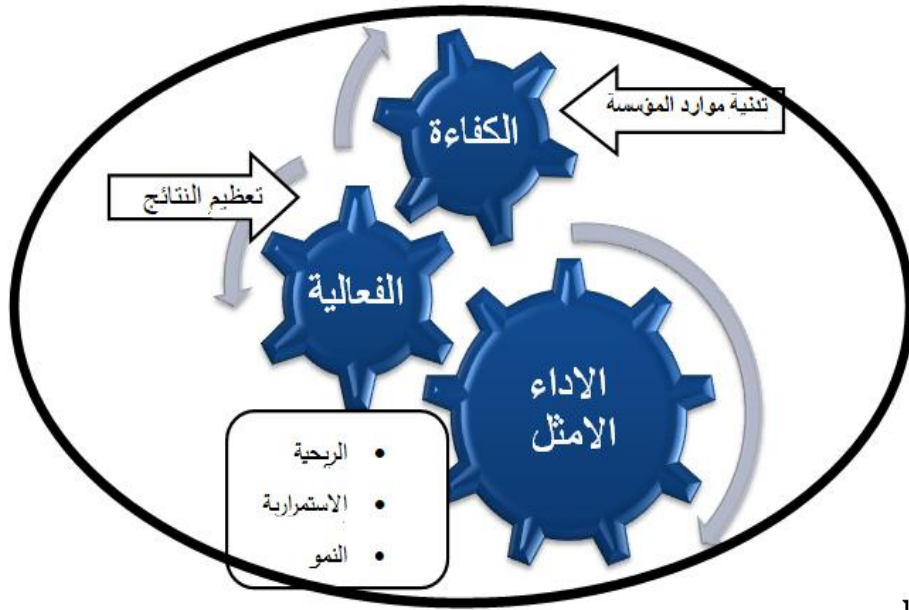 الكفاءة
تدنية موارد المؤسسة
تعظيم النتائج
الفعالية
الاداء
الامثل
• الربحية
• الاستمرارية
• النمو